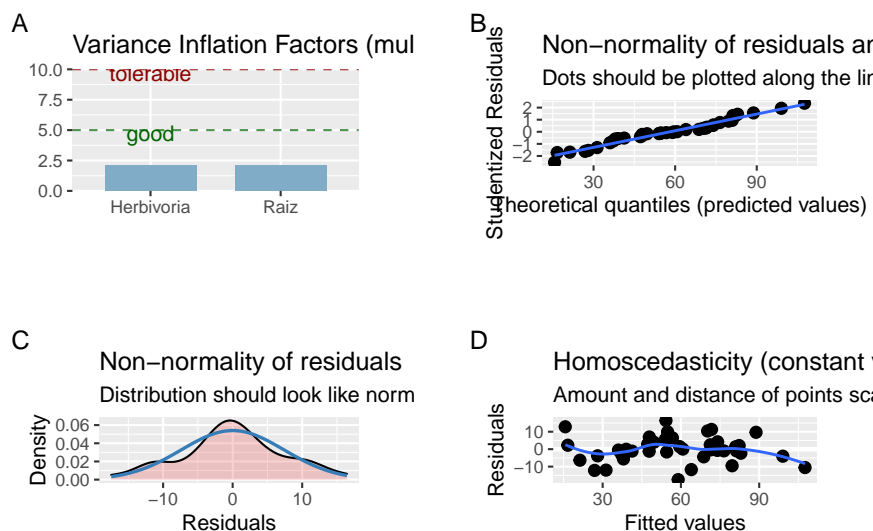 A
Variance Inflation Factors (mul
10.0
tolerable
7.5
5.0
good
2.5
0.0
Herbivoria Raiz
B
Non−normality of residuals an
Dots should be plotted along the lin
Studentized Residuals
2
1
0
−1
−2
30 60 90
Theoretical quantiles (predicted values)
C
Non−normality of residuals
Distribution should look like norm
Density
0.06
0.04
0.02
0.00
−10 0 10
Residuals
D
Homoscedasticity (constant v
Amount and distance of points sca
Residuals
10
0
−10
30 60 90
Fitted values